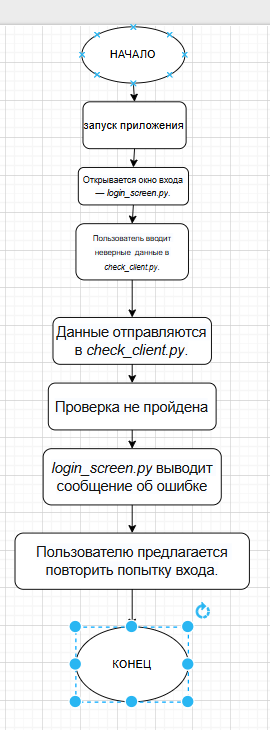 НАЧАЛО
запуск приложения
Открывается окно входа
— login_screen.py.
Пользователь вводит
неверные данные в
check_client.py.
Данные отправляются
в check_client.py.
Проверка не пройдена
login_screen.py выводит
сообщение об ошибке
Пользователю предлагается
повторить попытку входа.
КОНЕЦ